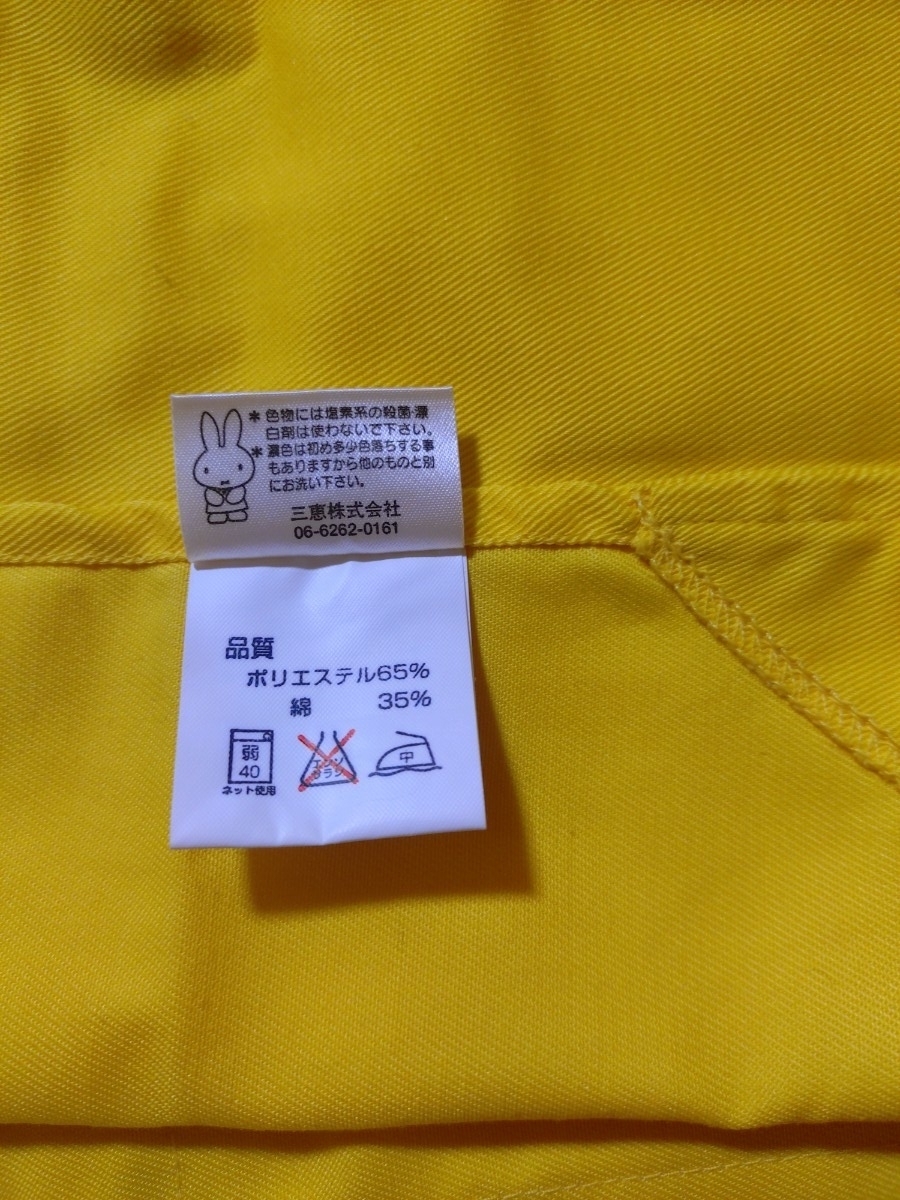 ＊色物には塩素系の殺菌・漂
白剤は使わないで下さい。
＊濃色は初め多少色落ちする事
もありますから他のものと別
にお洗い下さい。
三恵株式会社
06-6262-0161
品質
ポリエステル65%
綿 35%
弱
40
ネット使用
エンソ
サラシ
中